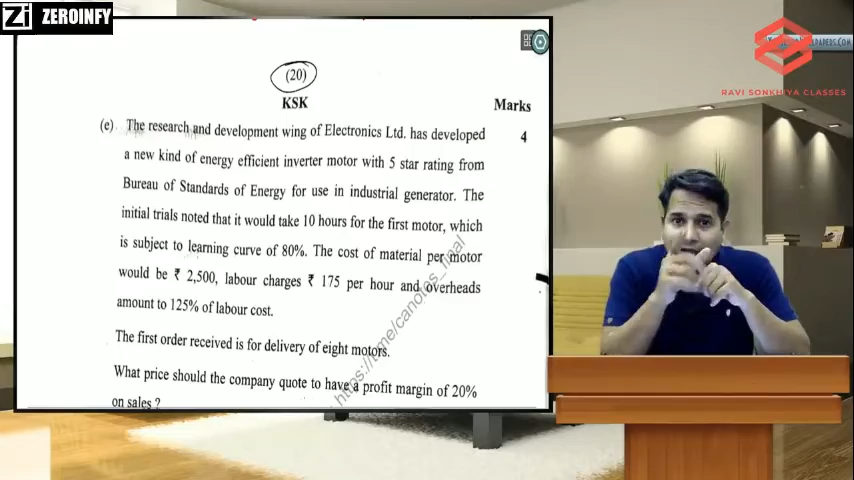 Zi ZEROINFY
(20)
KSK
Marks
(e) The research and development wing of Electronics Ltd. has developed 4
a new kind of energy efficient inverter motor with 5 star rating from
Bureau of Standards of Energy for use in industrial generator. The
initial trials noted that it would take 10 hours for the first motor, which
is subject to learning curve of 80%. The cost of material per motor
would be ₹ 2,500, labour charges ₹ 175 per hour and overheads
amount to 125% of labour cost.
The first order received is for delivery of eight motors.
What price should the company quote to have a profit margin of 20%
on sales ?
RAVI SONKHIYA CLASSES